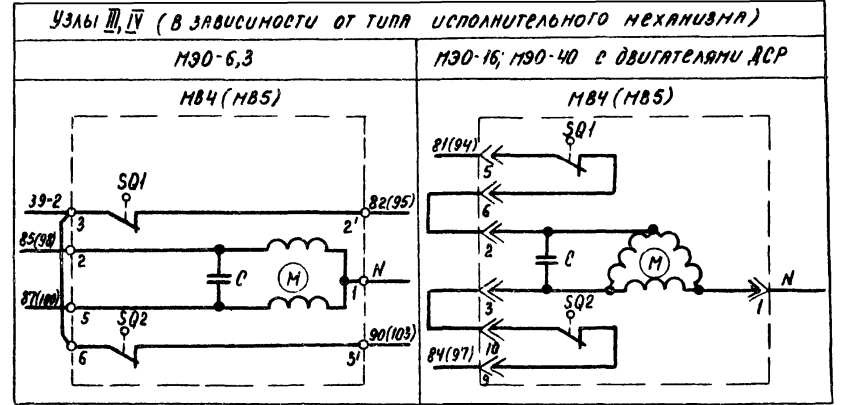 Узлы III, IV (в зависимости от типа исполнительного механизма)
МЭО-6,3
МЭО-16; МЭО-40 с двигателями ДСР
МВ4 (МВ5)
SQ1
39-2
3
2'
82(95)
85(98)
2
C
М
1
N
87(100)
5
SQ2
6
5'
90(103)
МВ4 (МВ5)
SQ1
81(94)
5
6
2
C
М
3
1
N
SQ2
10
84(97)
9